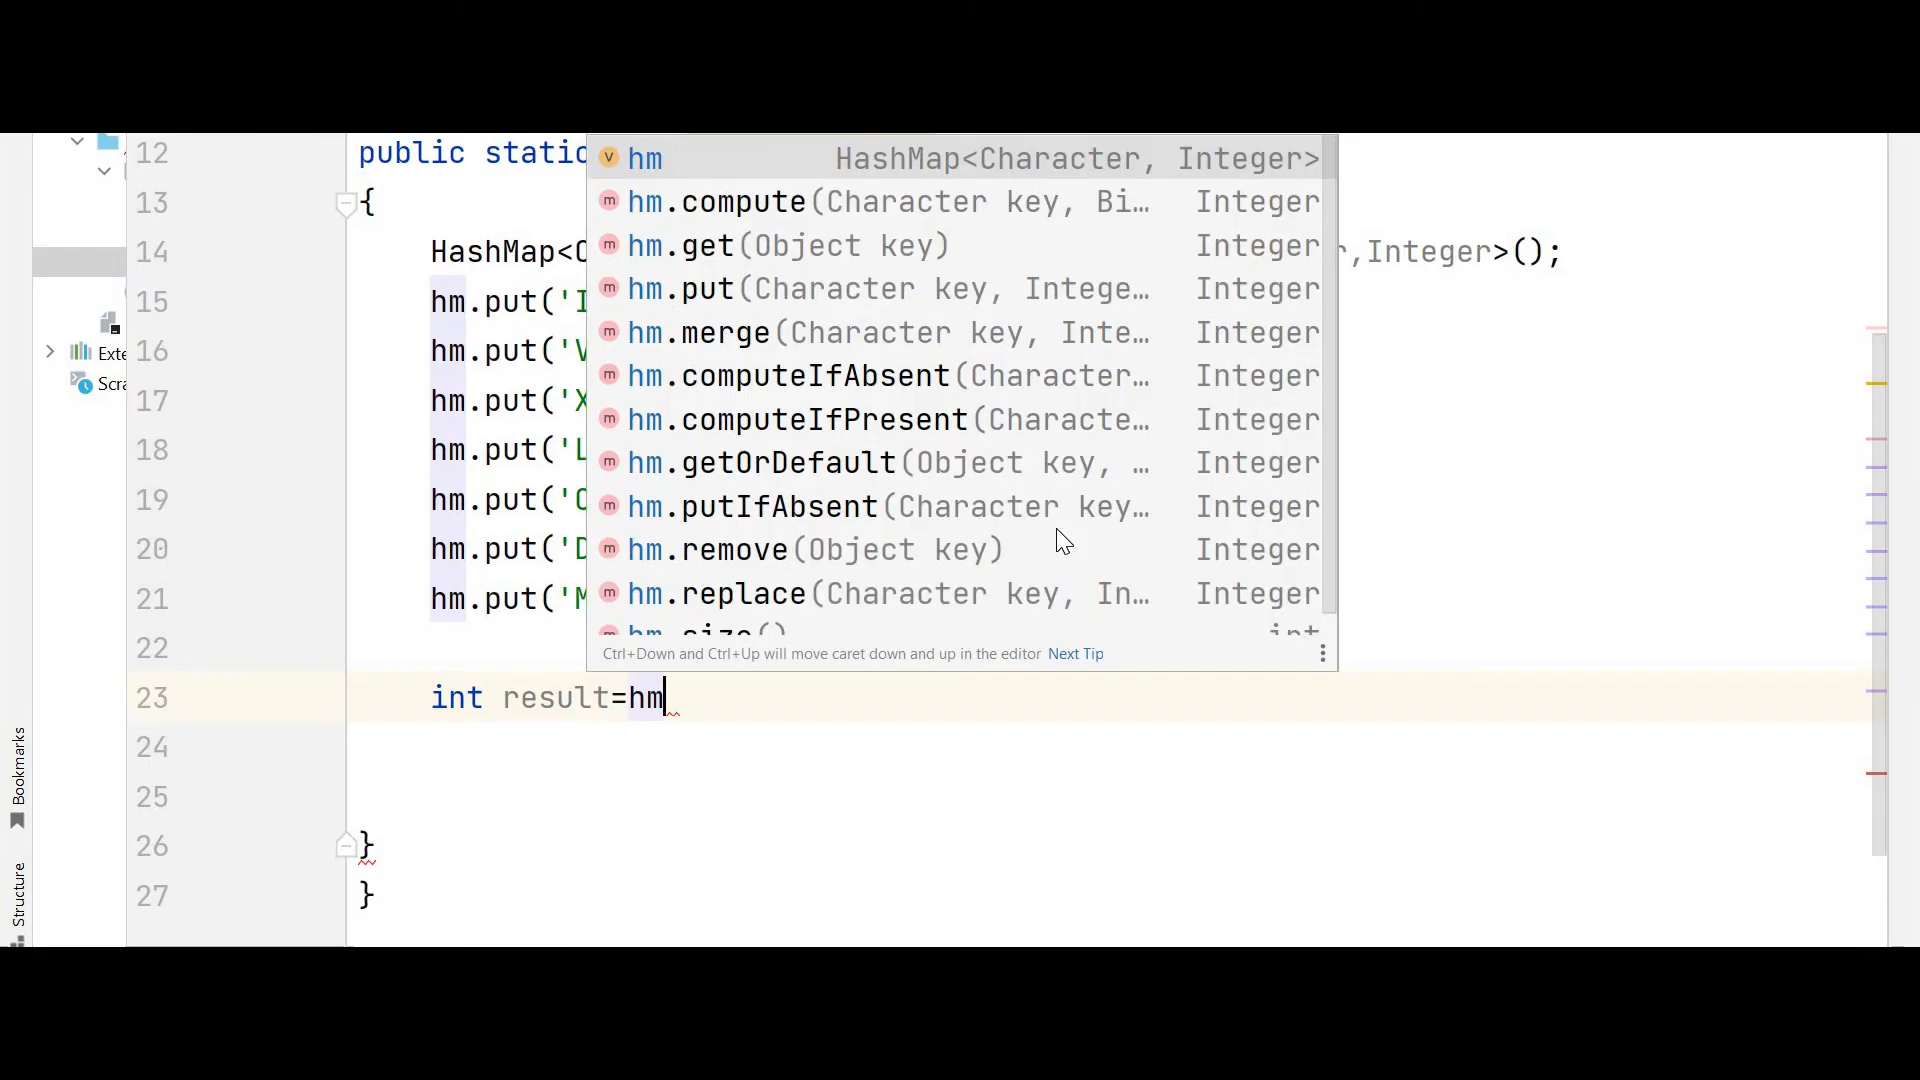 12 public static
13 {
14 HashMap<C
,Integer>();
15 hm.put('I
16 hm.put('V
17 hm.put('X
18 hm.put('L
19 hm.put('C
20 hm.put('D
21 hm.put('M
22
23 int result=hm
24
25
26 }
27 }
hm HashMap<Character, Integer>
hm.compute(Character key, Bi… Integer
hm.get(Object key) Integer
hm.put(Character key, Intege… Integer
hm.merge(Character key, Inte… Integer
hm.computeIfAbsent(Character… Integer
hm.computeIfPresent(Characte… Integer
hm.getOrDefault(Object key, … Integer
hm.putIfAbsent(Character key… Integer
hm.remove(Object key) Integer
hm.replace(Character key, In… Integer
hm.size() int
Ctrl+Down and Ctrl+Up will move caret down and up in the editor Next Tip
Exte
Scra
Bookmarks
Structure